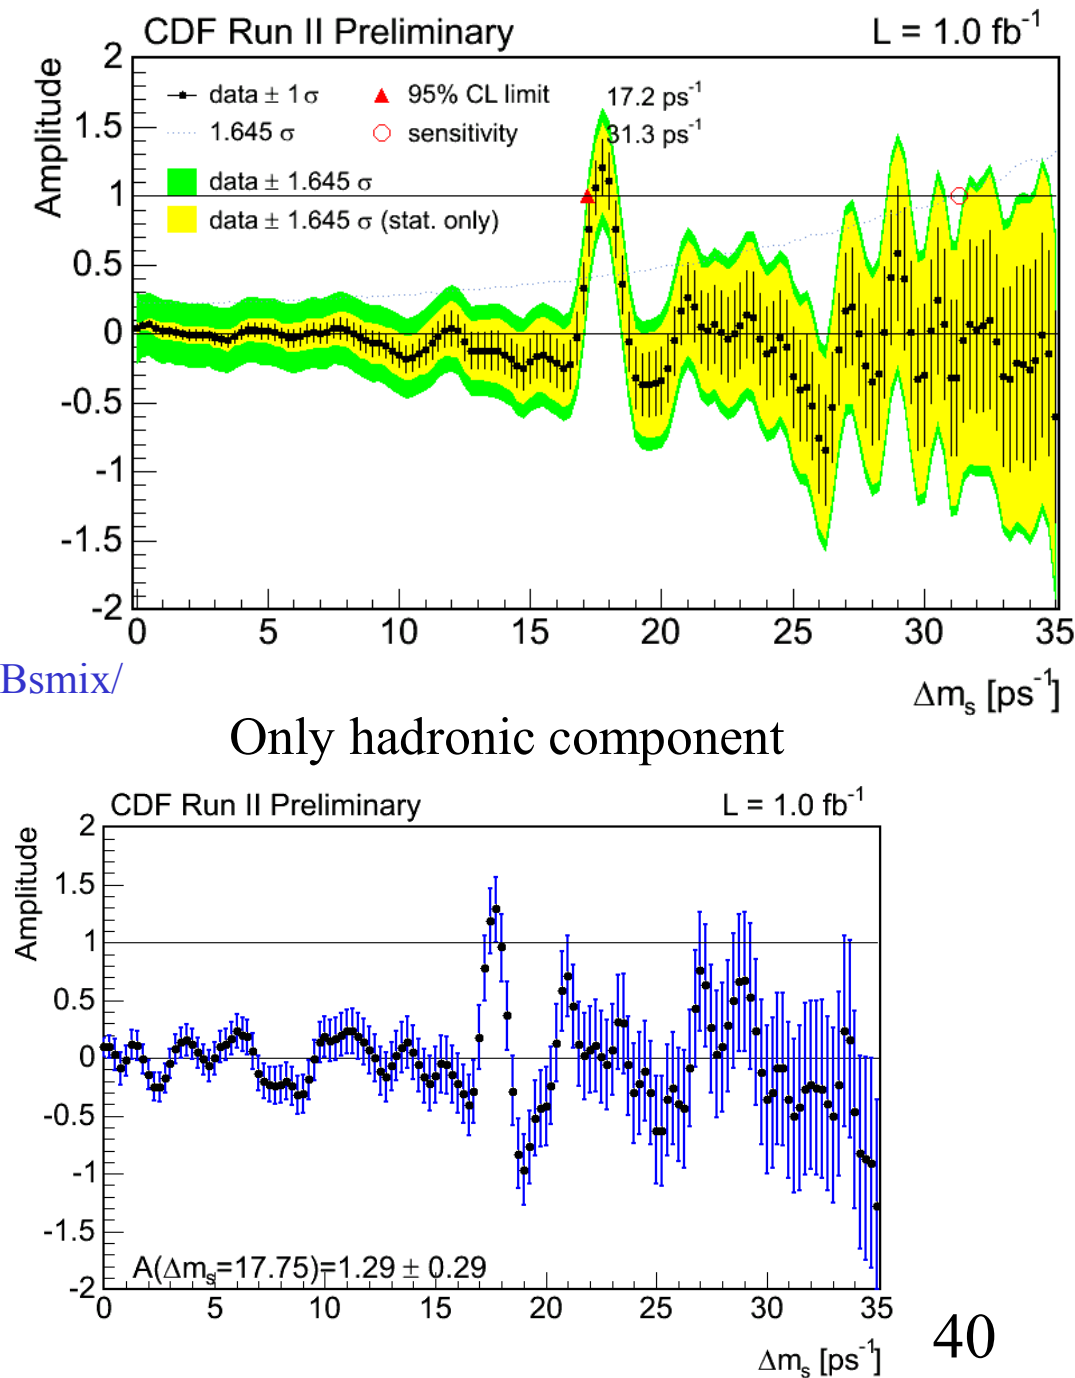 CDF Run II Preliminary L = 1.0 fb⁻¹
Amplitude
data ± 1 σ 95% CL limit 17.2 ps⁻¹
1.645 σ sensitivity 31.3 ps⁻¹
data ± 1.645 σ
data ± 1.645 σ (stat. only)
2
1.5
1
0.5
0
-0.5
-1
-1.5
-2
0 5 10 15 20 25 30 35
Δmₛ [ps⁻¹]
Bsmix/
Only hadronic component
CDF Run II Preliminary L = 1.0 fb⁻¹
Amplitude
2
1.5
1
0.5
0
-0.5
-1
-1.5
-2
A(Δmₛ=17.75)=1.29 ± 0.29
0 5 10 15 20 25 30 35
Δmₛ [ps⁻¹]
40